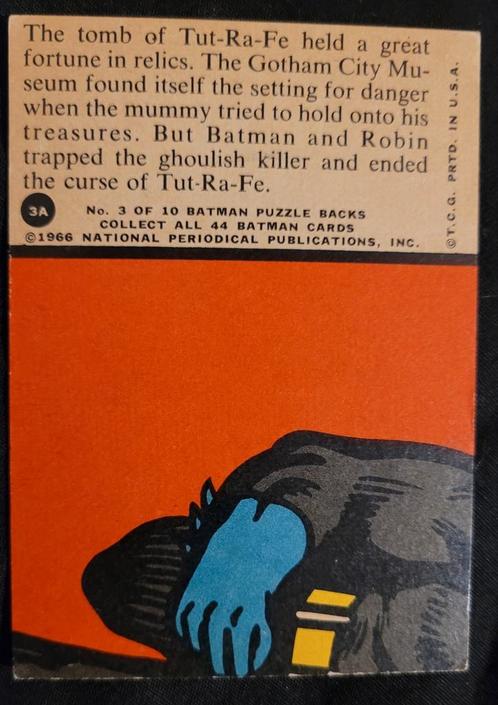 The tomb of Tut-Ra-Fe held a great
fortune in relics. The Gotham City Mu-
seum found itself the setting for danger
when the mummy tried to hold onto his
treasures. But Batman and Robin
trapped the ghoulish killer and ended
the curse of Tut-Ra-Fe.
3A
No. 3 OF 10 BATMAN PUZZLE BACKS
COLLECT ALL 44 BATMAN CARDS
©1966 NATIONAL PERIODICAL PUBLICATIONS, INC.
©T.C.G. PRTD. IN U.S.A.